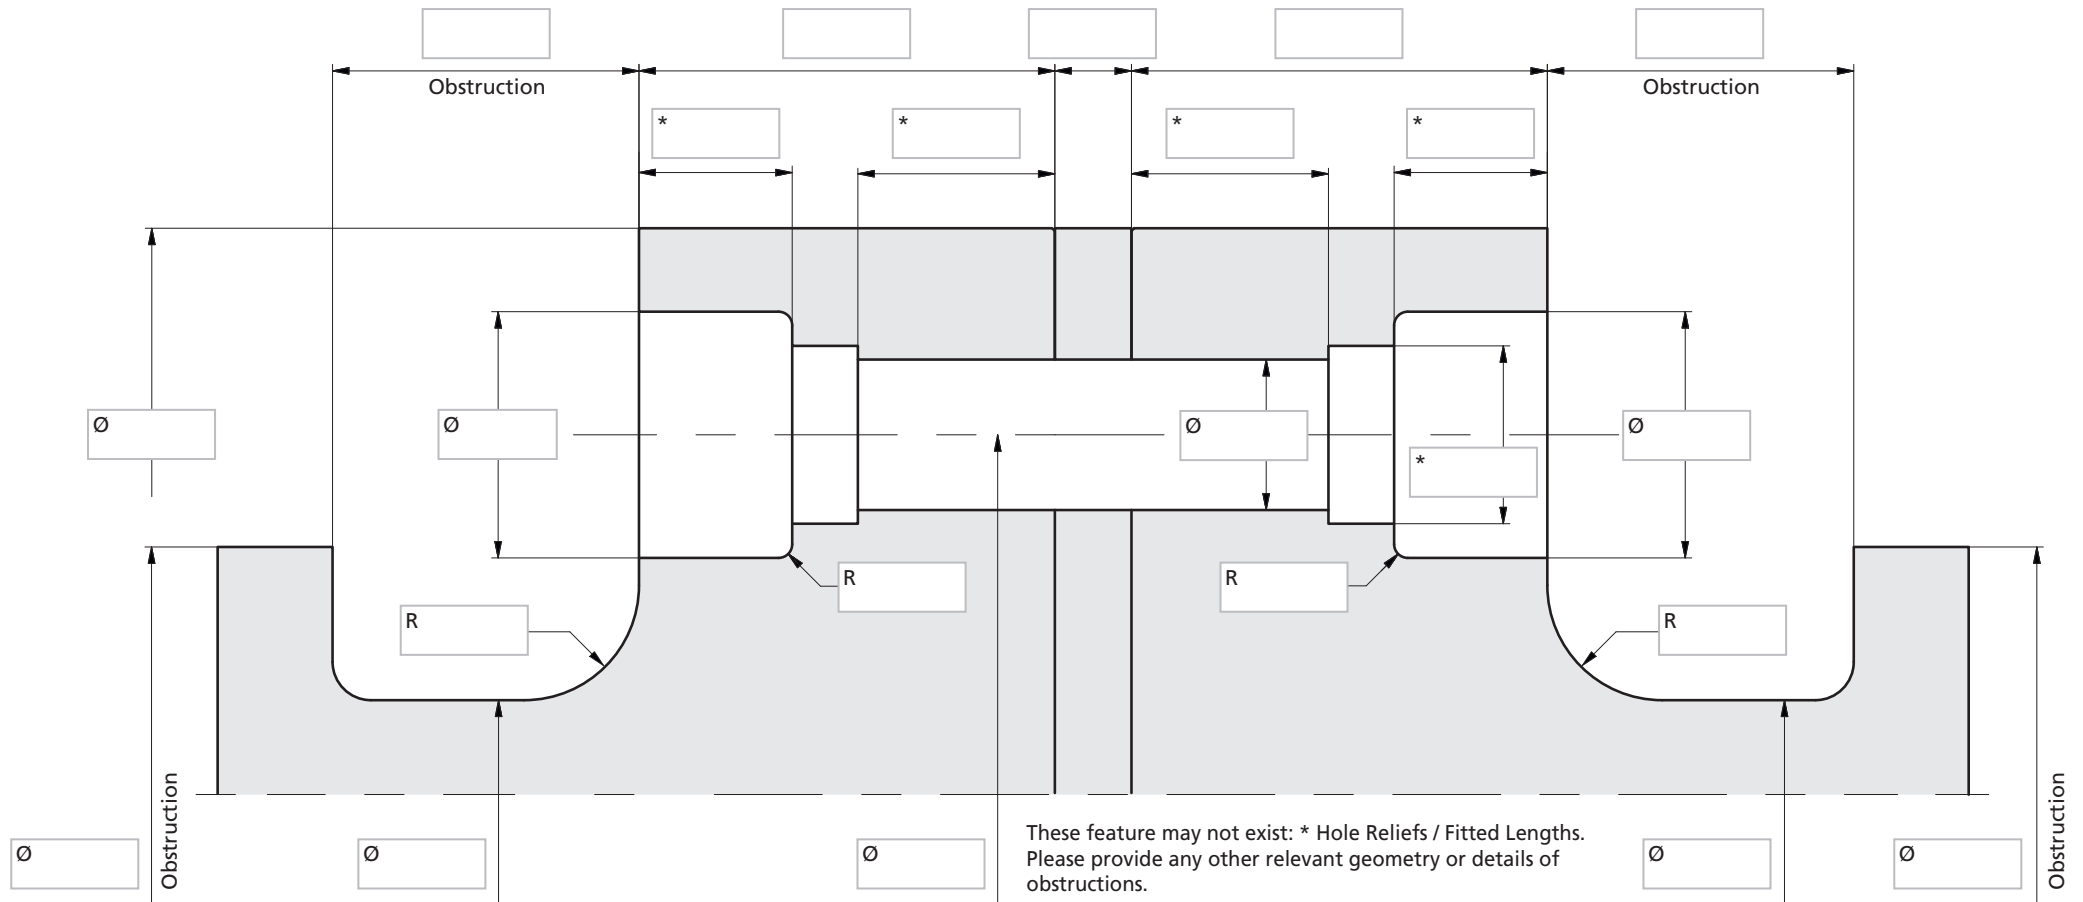 Obstruction
Obstruction
*
*
*
*
Ø
Ø
Ø
*
Ø
R
R
R
R
Obstruction
Obstruction
Ø
Ø
Ø
Ø
Ø
These feature may not exist: * Hole Reliefs / Fitted Lengths.
Please provide any other relevant geometry or details of
obstructions.